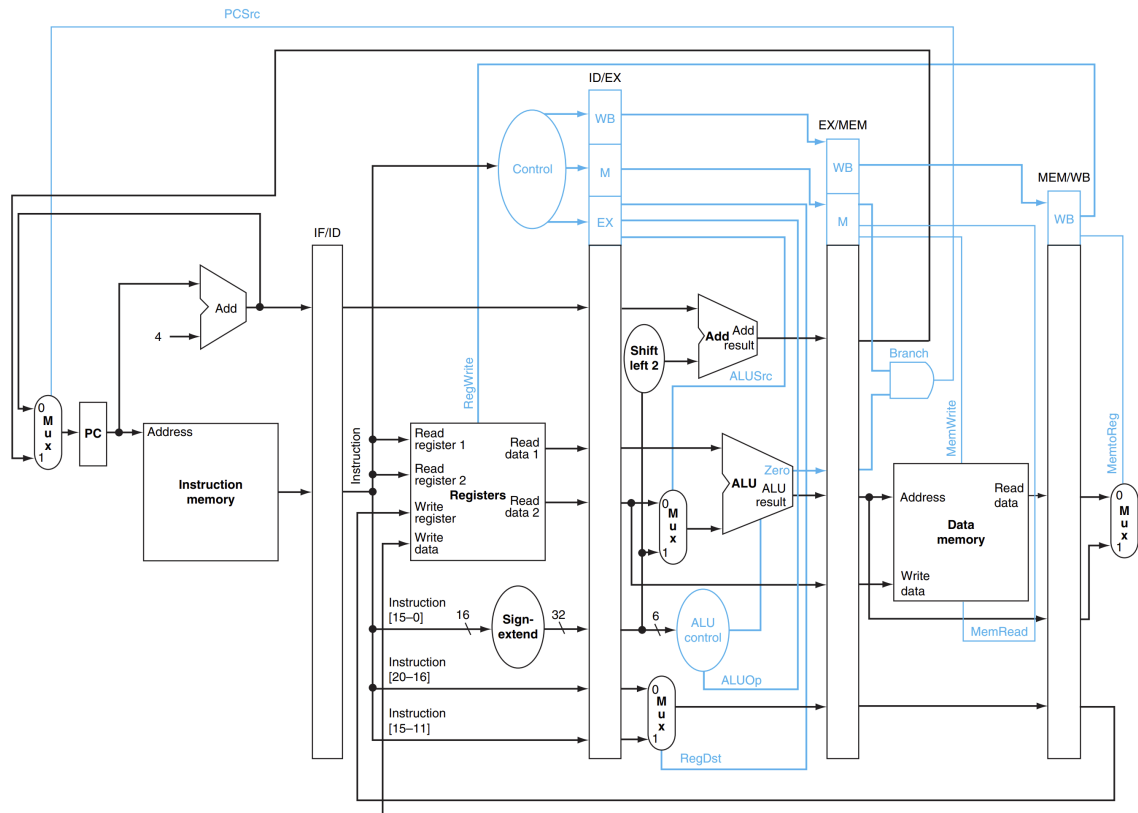 PCSrc
ID/EX
WB
EX/MEM
Control
M
WB
MEM/WB
EX
M
WB
IF/ID
Add
4
Add
Add
result
Shift
left 2
Branch
ALUSrc
RegWrite
MemWrite
MemtoReg
0
M
u
x
1
PC
Address
Instruction
memory
Instruction
Read
register 1
Read
data 1
Read
register 2
Registers
Read
data 2
Write
register
Write
data
0
M
u
x
1
Zero
ALU
ALU
result
Address
Read
data
Data
memory
Write
data
0
M
u
x
1
Instruction
[15–0]
16
Sign-
extend
32
6
ALU
control
MemRead
Instruction
[20–16]
ALUOp
0
M
u
x
1
Instruction
[15–11]
RegDst